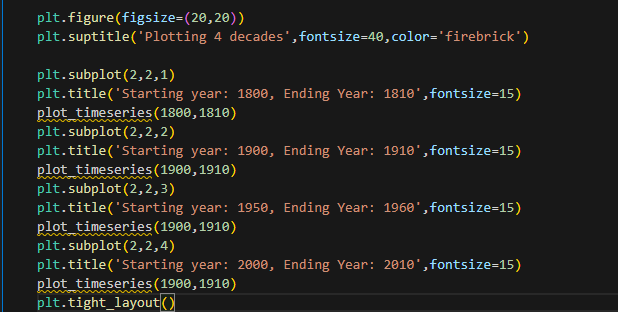 plt.figure(figsize=(20,20))
plt.suptitle('Plotting 4 decades',fontsize=40,color='firebrick')
plt.subplot(2,2,1)
plt.title('Starting year: 1800, Ending Year: 1810',fontsize=15)
plot_timeseries(1800,1810)
plt.subplot(2,2,2)
plt.title('Starting year: 1900, Ending Year: 1910',fontsize=15)
plot_timeseries(1900,1910)
plt.subplot(2,2,3)
plt.title('Starting year: 1950, Ending Year: 1960',fontsize=15)
plot_timeseries(1900,1910)
plt.subplot(2,2,4)
plt.title('Starting year: 2000, Ending Year: 2010',fontsize=15)
plot_timeseries(1900,1910)
plt.tight_layout()